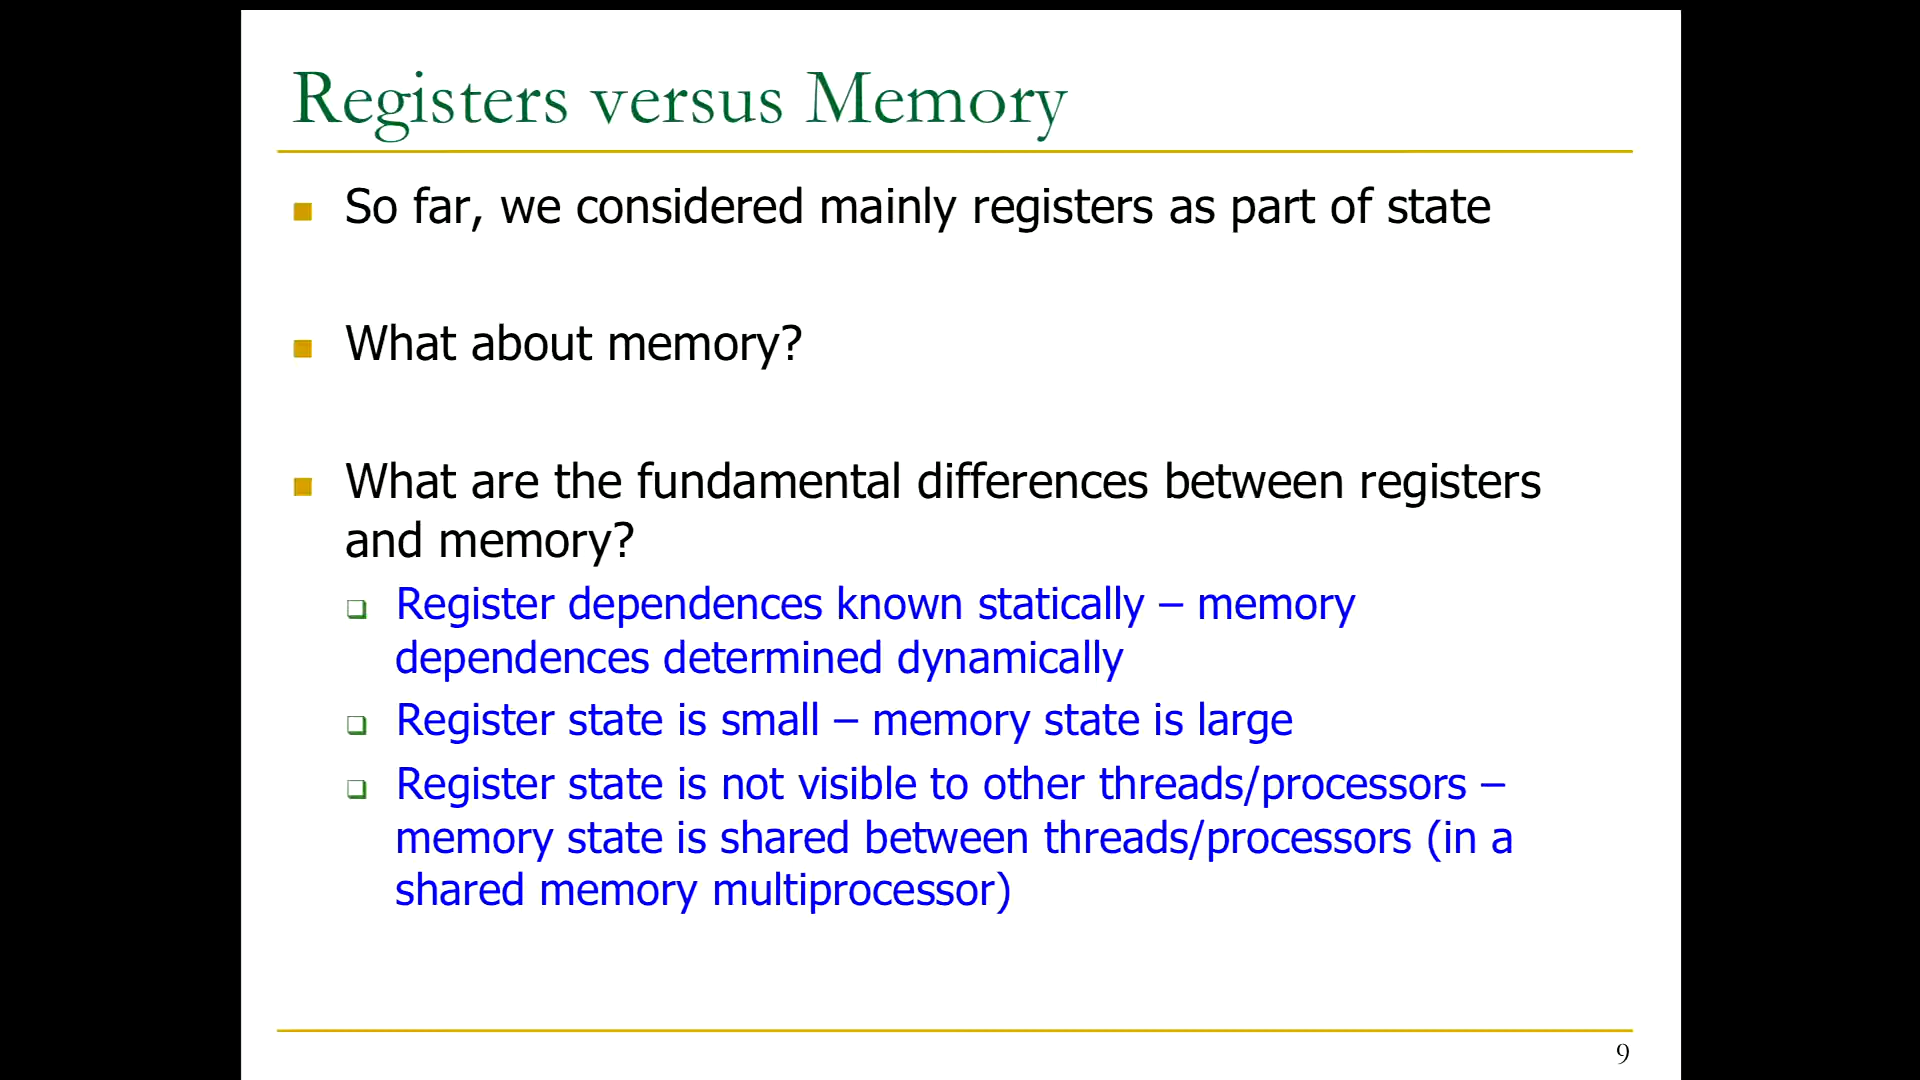 Registers versus Memory
So far, we considered mainly registers as part of state
What about memory?
What are the fundamental differences between registers
and memory?
Register dependences known statically – memory
dependences determined dynamically
Register state is small – memory state is large
Register state is not visible to other threads/processors –
memory state is shared between threads/processors (in a
shared memory multiprocessor)
9